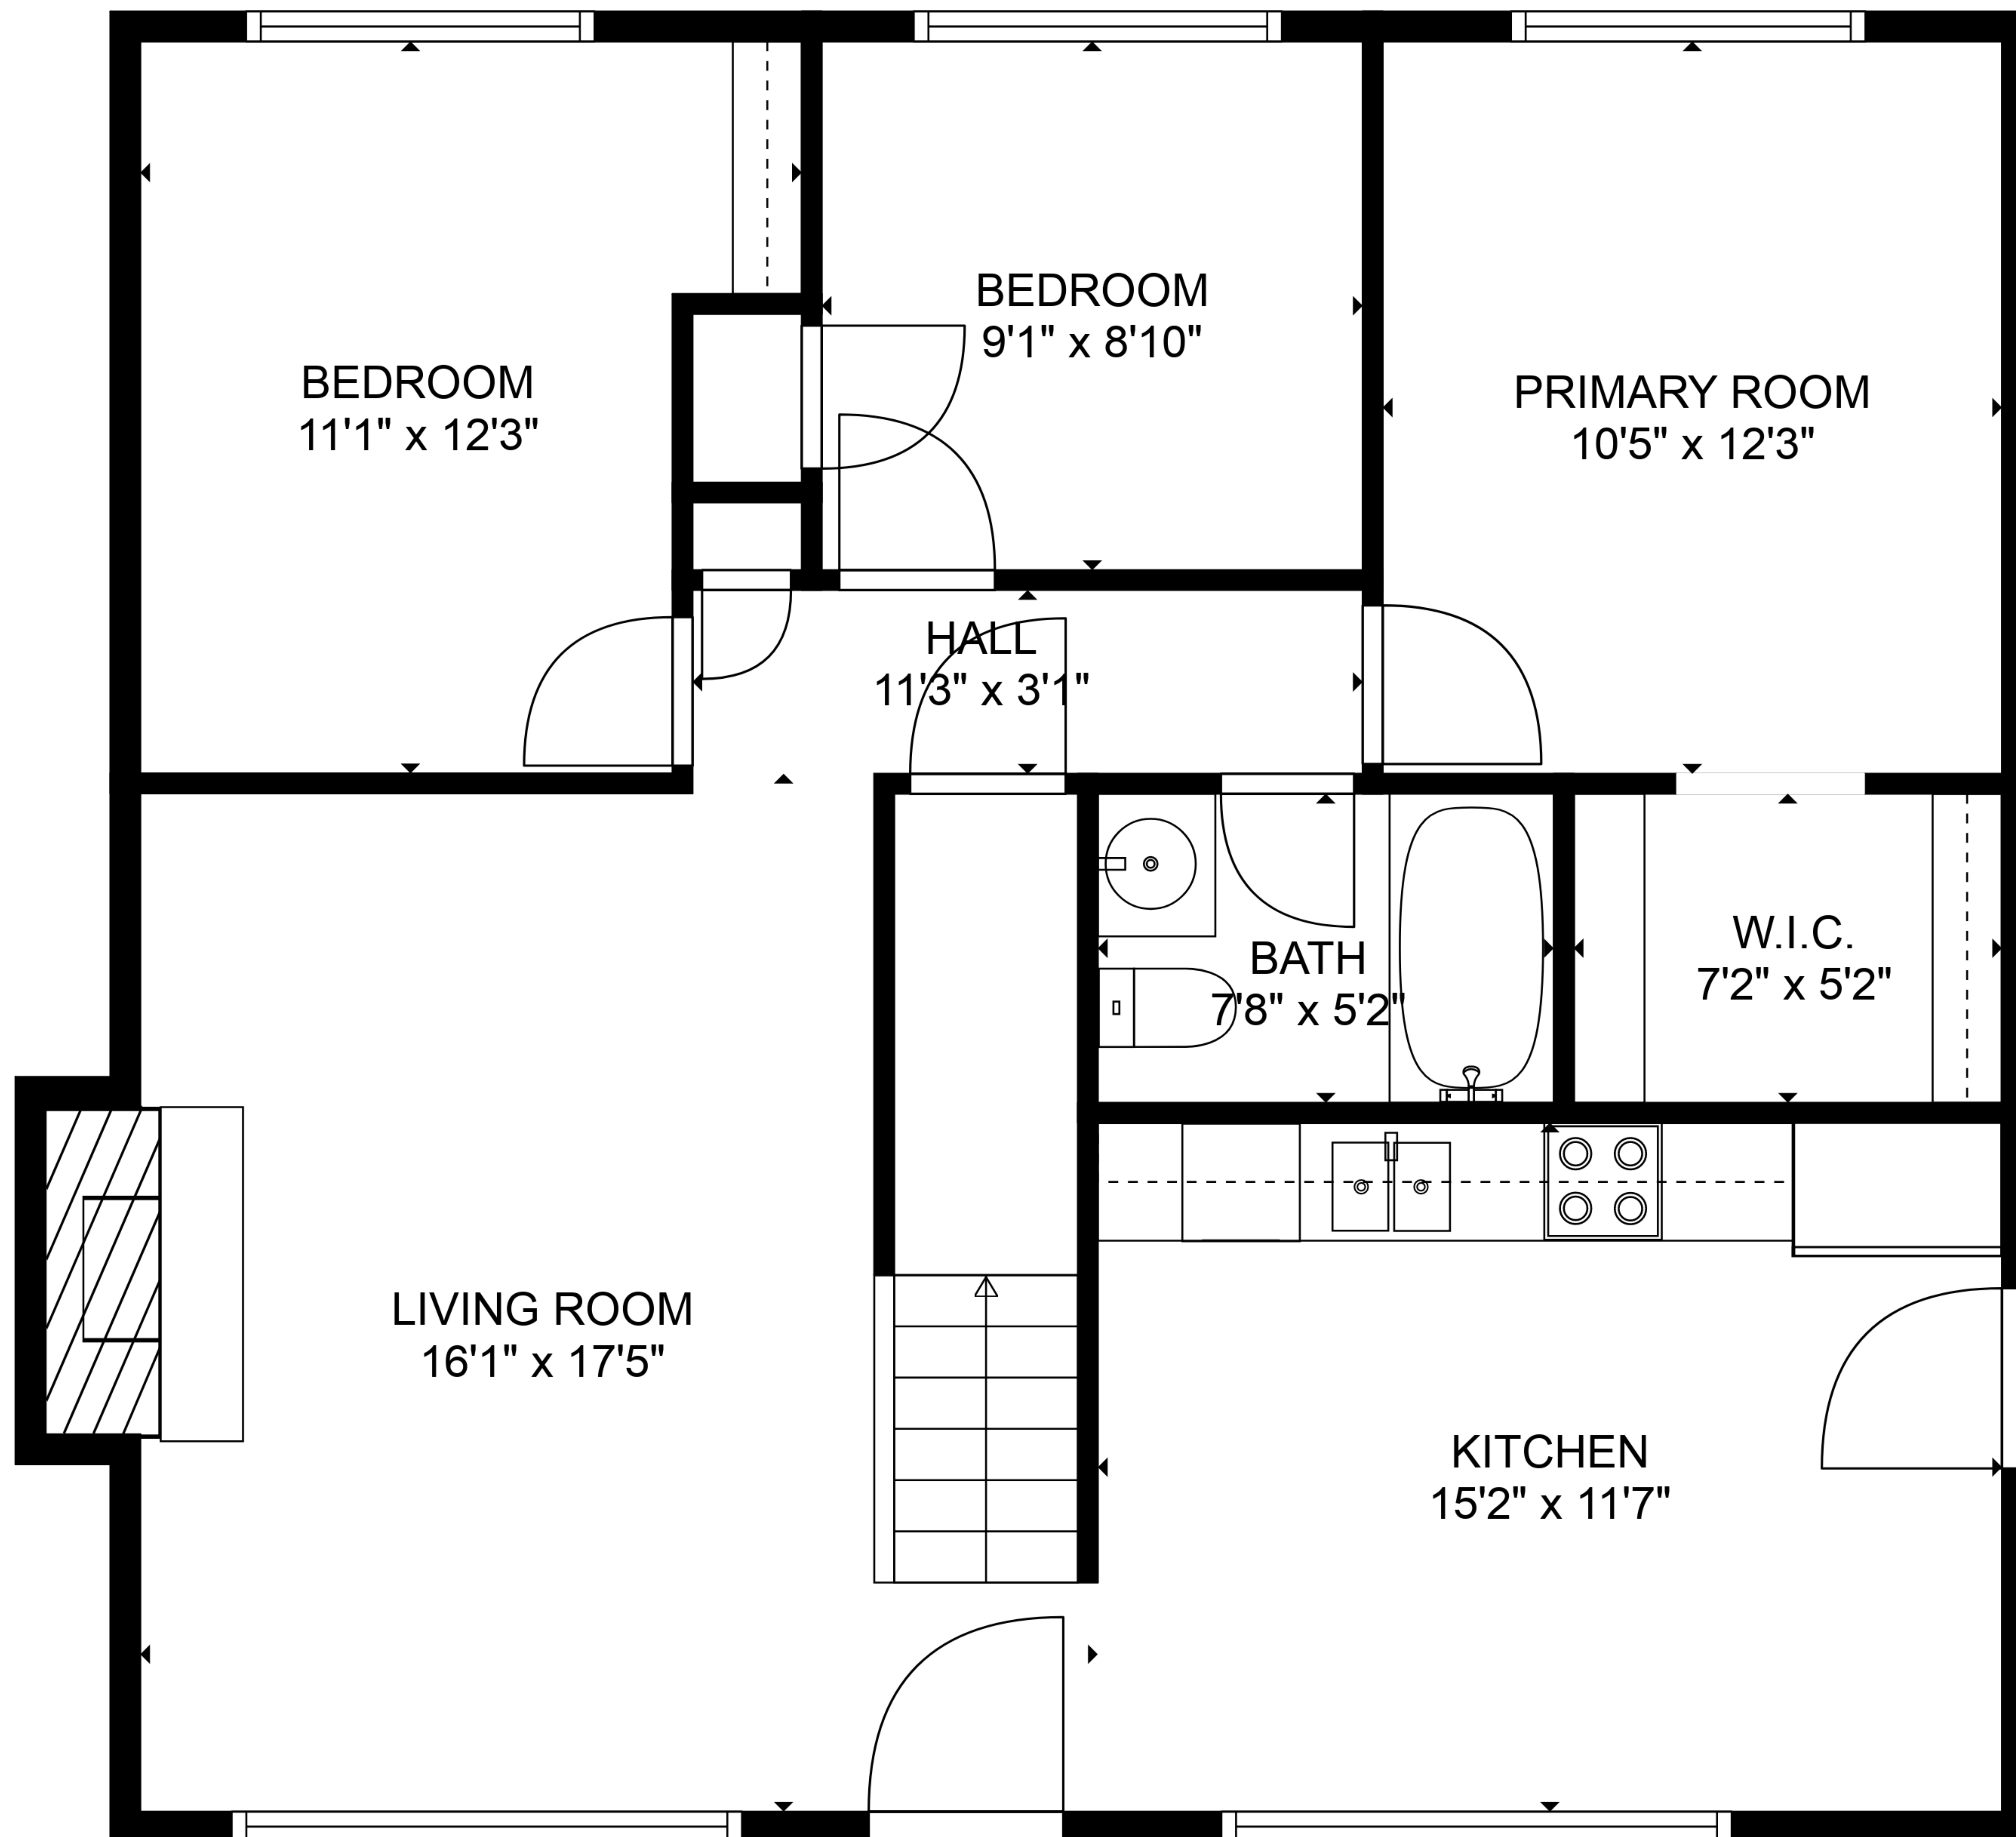 BEDROOM
9'1" x 8'10"
BEDROOM
11'1" x 12'3"
PRIMARY ROOM
10'5" x 12'3"
HALL
11'3" x 3'1"
W.I.C.
7'2" x 5'2"
BATH
7'8" x 5'2"
LIVING ROOM
16'1" x 17'5"
KITCHEN
15'2" x 11'7"